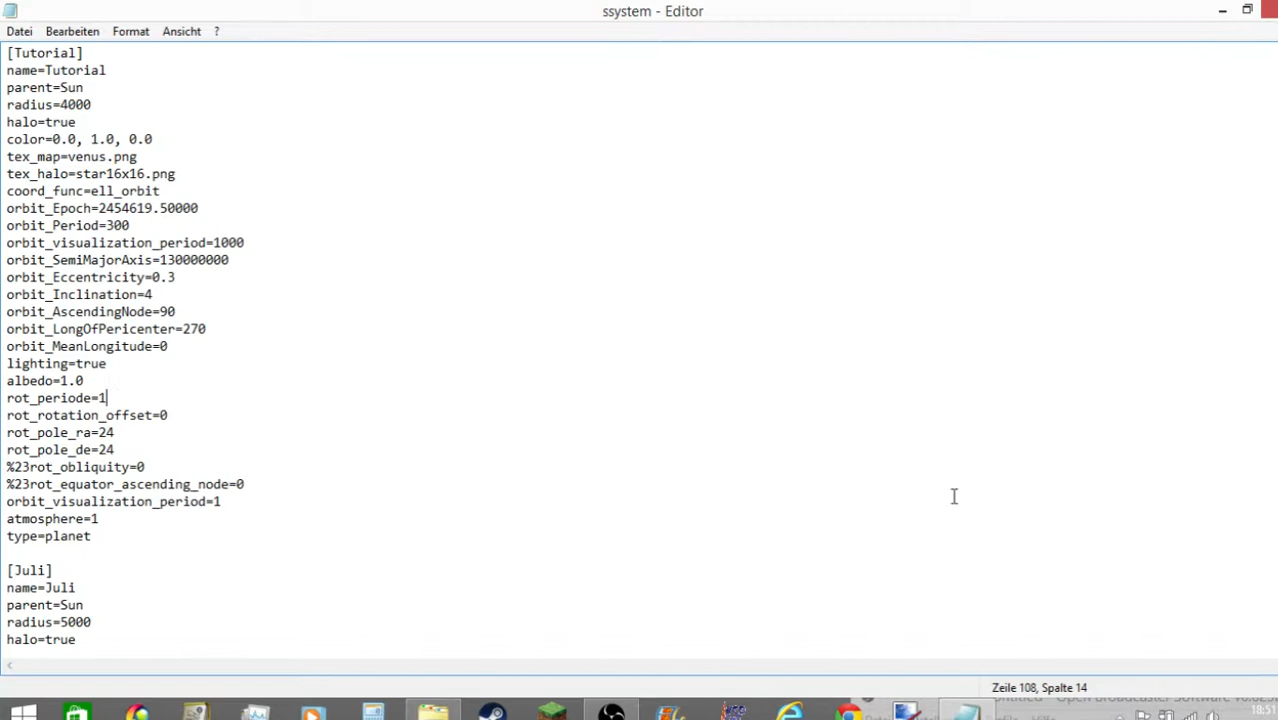 ssystem - Editor
Datei Bearbeiten Format Ansicht ?
[Tutorial]
name=Tutorial
parent=Sun
radius=4000
halo=true
color=0.0, 1.0, 0.0
tex_map=venus.png
tex_halo=star16x16.png
coord_func=ell_orbit
orbit_Epoch=2454619.50000
orbit_Period=300
orbit_visualization_period=1000
orbit_SemiMajorAxis=130000000
orbit_Eccentricity=0.3
orbit_Inclination=4
orbit_AscendingNode=90
orbit_LongOfPericenter=270
orbit_MeanLongitude=0
lighting=true
albedo=1.0
rot_periode=1
rot_rotation_offset=0
rot_pole_ra=24
rot_pole_de=24
%23rot_obliquity=0
%23rot_equator_ascending_node=0
orbit_visualization_period=1
atmosphere=1
type=planet
[Juli]
name=Juli
parent=Sun
radius=5000
halo=true
Zeile 108, Spalte 14
18:51